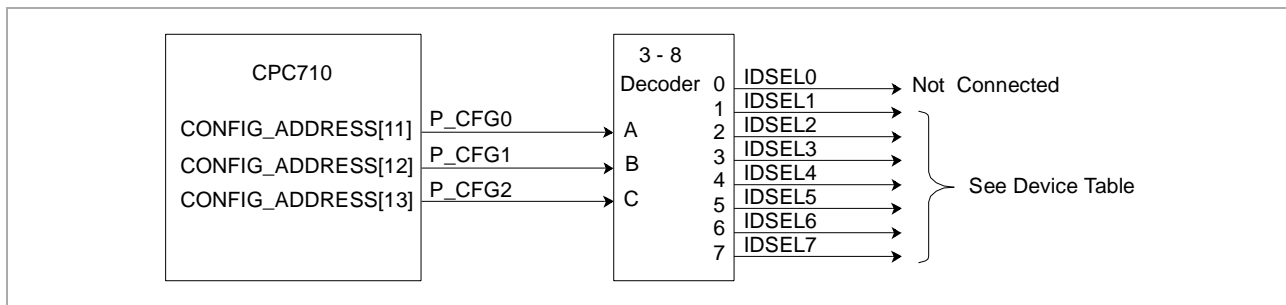 CPC710
CONFIG_ADDRESS[11]
CONFIG_ADDRESS[12]
CONFIG_ADDRESS[13]
P_CFG0
P_CFG1
P_CFG2
3 - 8
Decoder
A
B
C
0 IDSEL0
1 IDSEL1
2 IDSEL2
3 IDSEL3
4 IDSEL4
5 IDSEL5
6 IDSEL6
7 IDSEL7
Not Connected
See Device Table